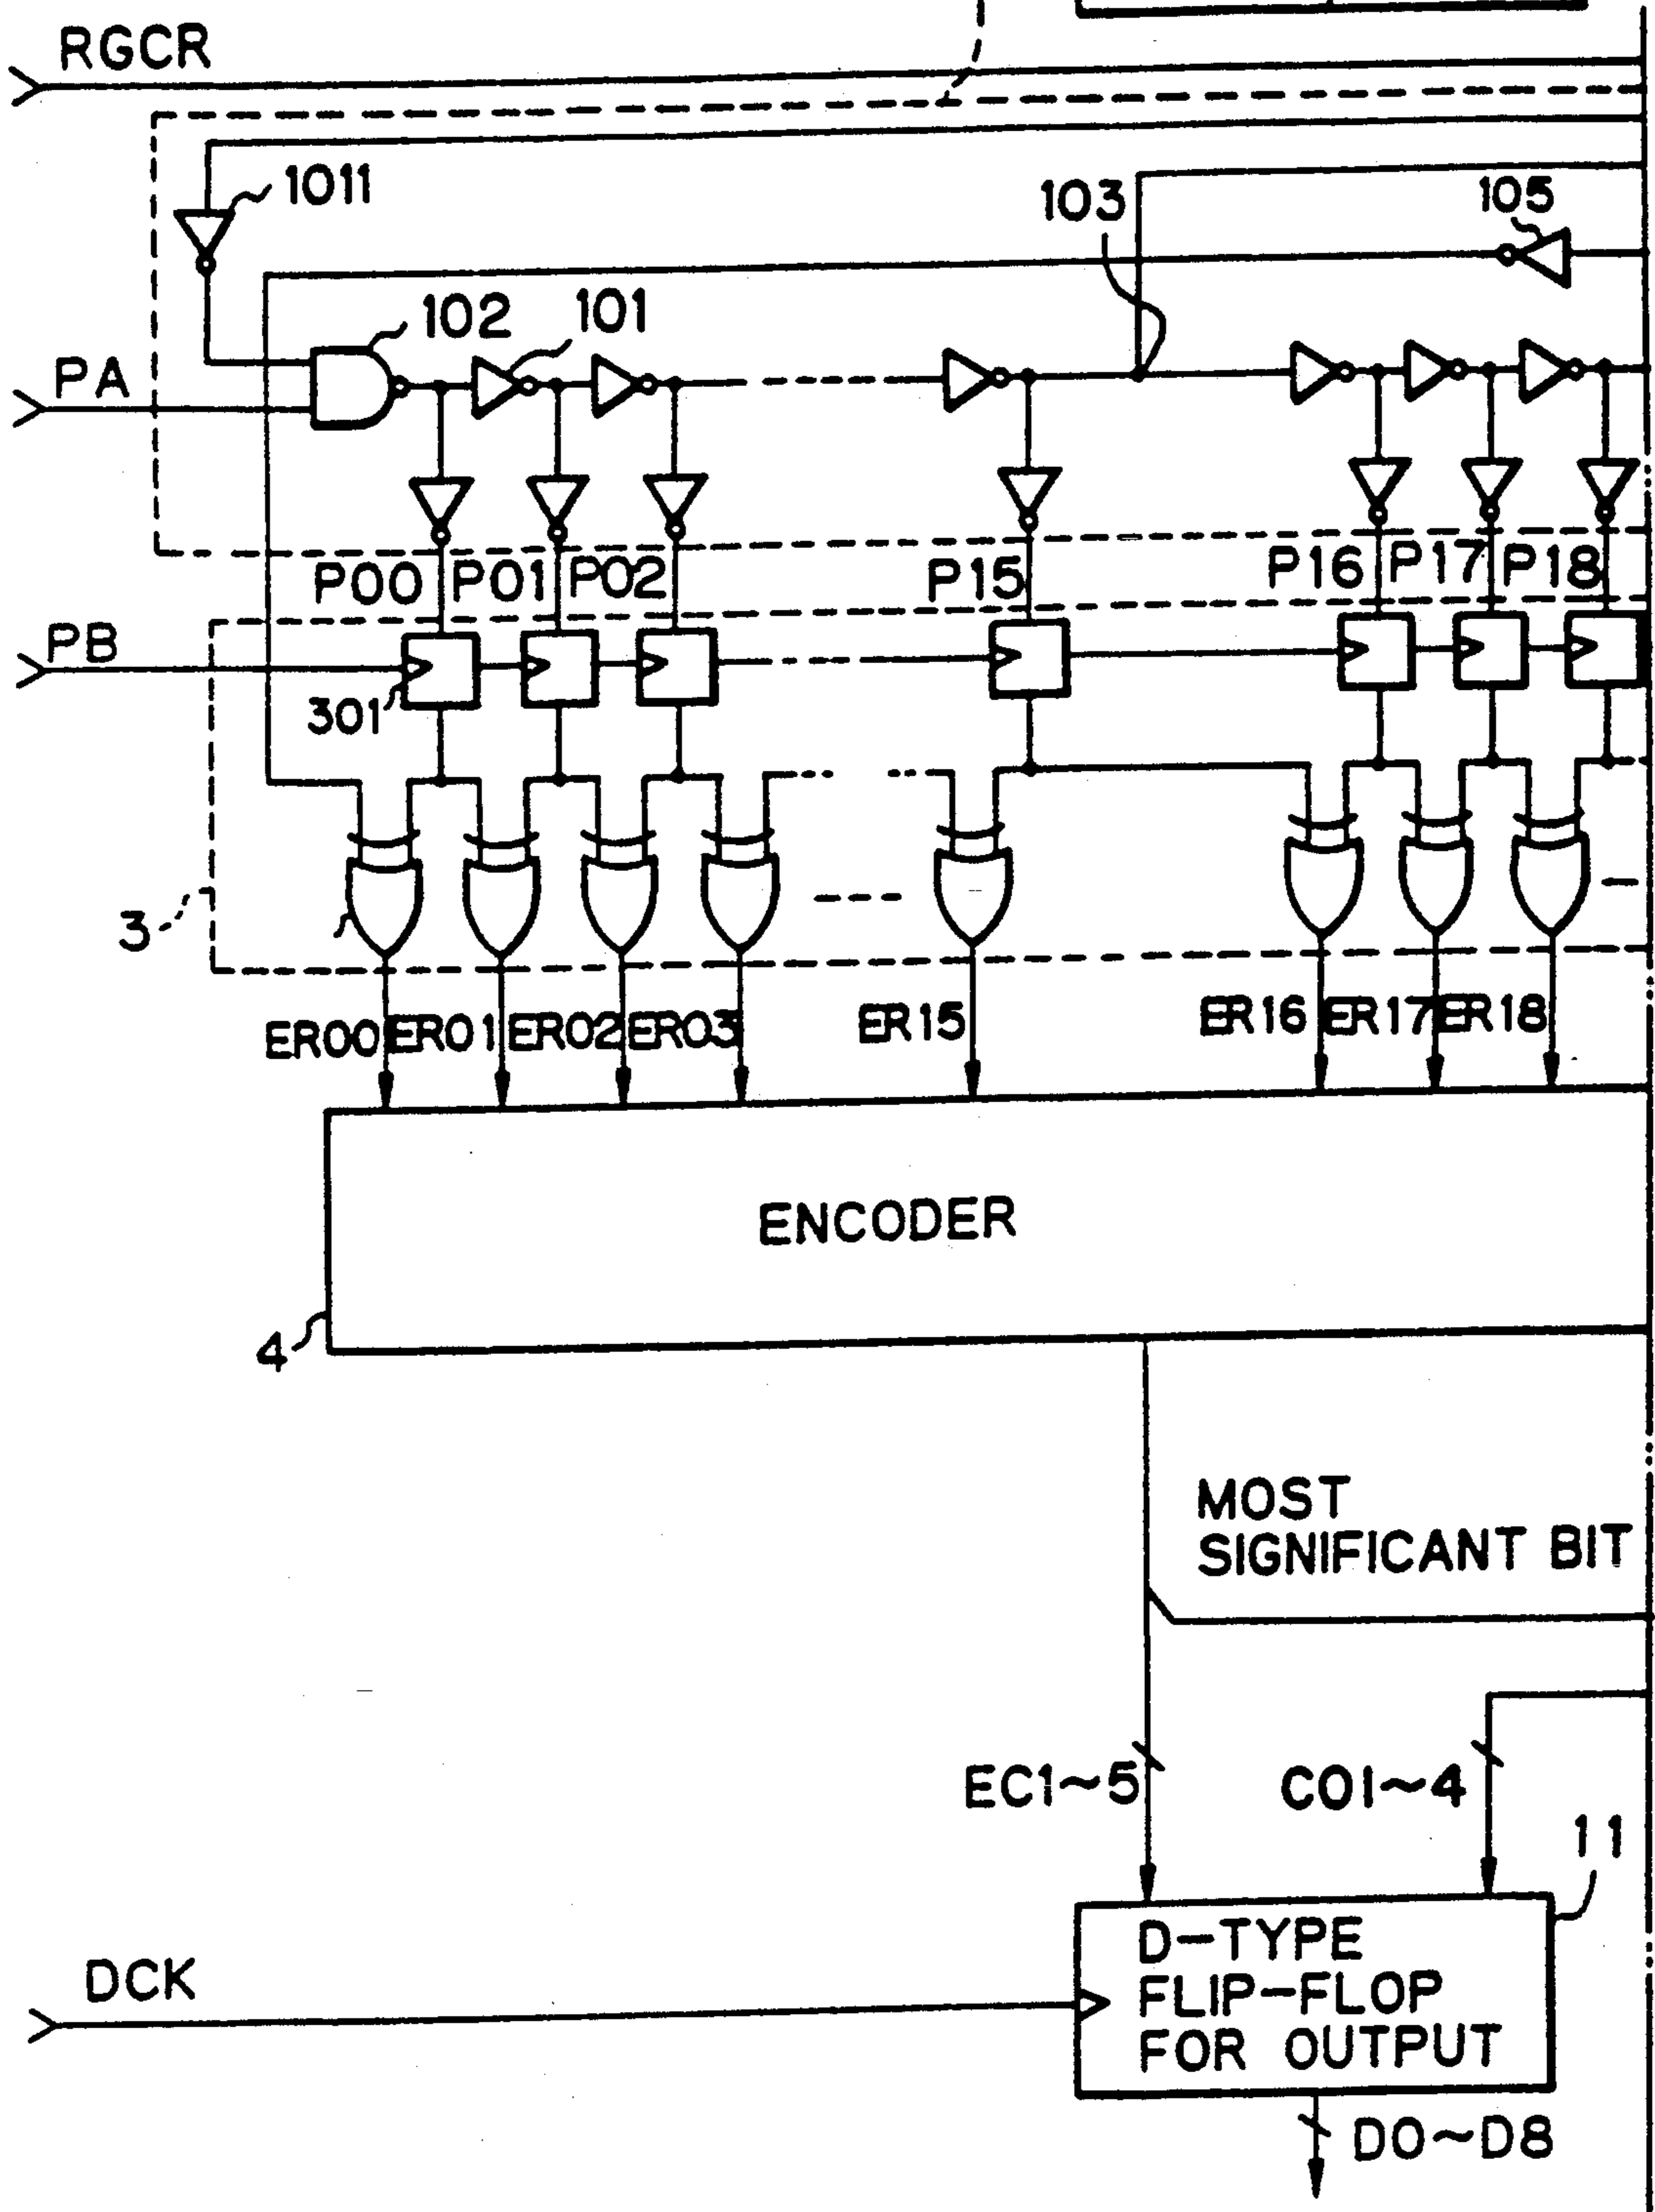 RGCR
1011
103
105
102
101
PA
P00 P01 P02 P15 P16 P17 P18
PB
301
3
ER00 ER01 ER02 ER03 ER15 ER16 ER17 ER18
ENCODER
4
MOST
SIGNIFICANT BIT
EC1~5
CO1~4
11
D-TYPE
FLIP-FLOP
FOR OUTPUT
DCK
D0~D8